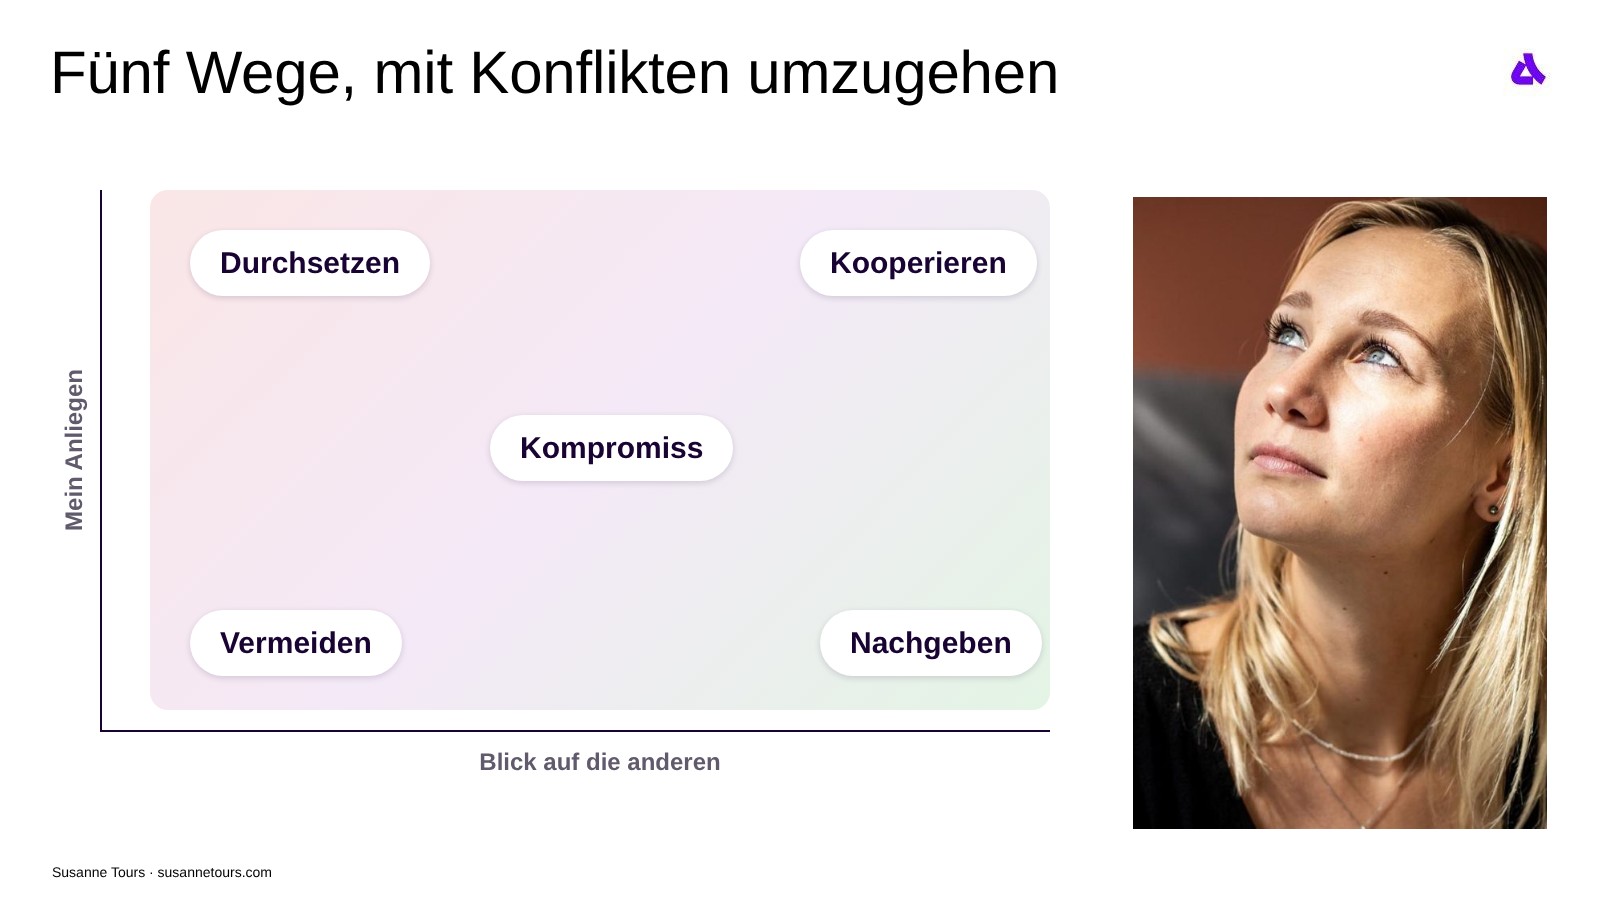 Fünf Wege, mit Konflikten umzugehen
Durchsetzen
Kooperieren
Mein Anliegen
Kompromiss
Vermeiden
Nachgeben
Blick auf die anderen
Susanne Tours · susannetours.com